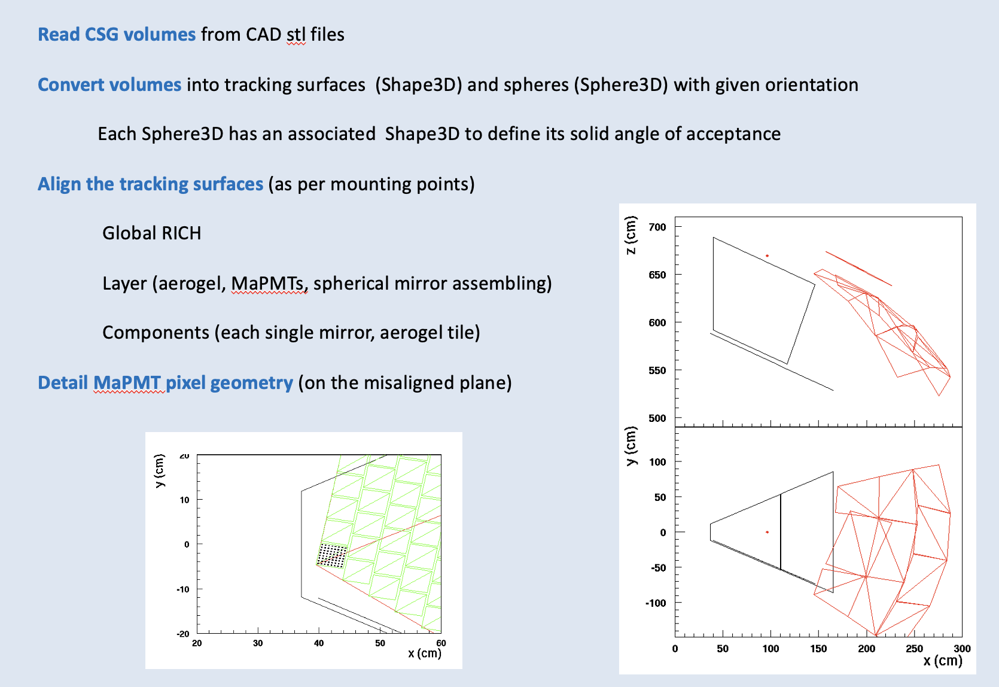 Read CSG volumes from CAD stl files
Convert volumes into tracking surfaces (Shape3D) and spheres (Sphere3D) with given orientation
Each Sphere3D has an associated Shape3D to define its solid angle of acceptance
Align the tracking surfaces (as per mounting points)
Global RICH
Layer (aerogel, MaPMTs, spherical mirror assembling)
Components (each single mirror, aerogel tile)
Detail MaPMT pixel geometry (on the misaligned plane)
z (cm)
700
650
600
550
500
y (cm)
100
50
0
-50
-100
0 50 100 150 200 250 300
x (cm)
y (cm)
20
10
0
-10
-20
20 30 40 50 60
x (cm)